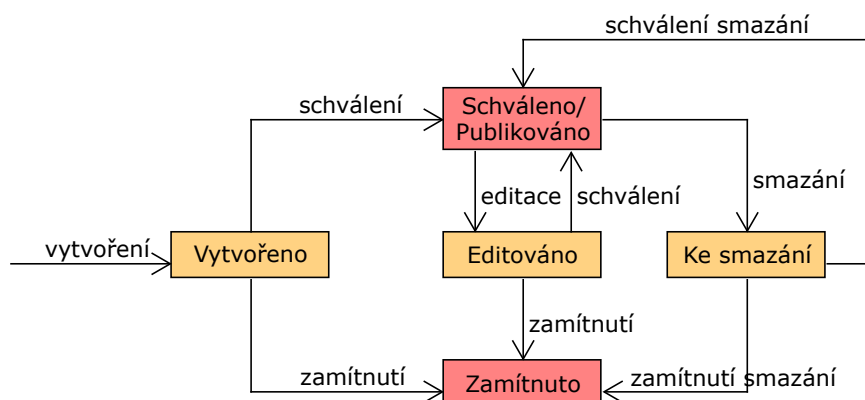 schválení smazání
schválení
Schváleno/
Publikováno
editace
schválení
smazání
vytvoření
Vytvořeno
Editováno
Ke smazání
zamítnutí
zamítnutí
Zamítnuto
zamítnutí smazání